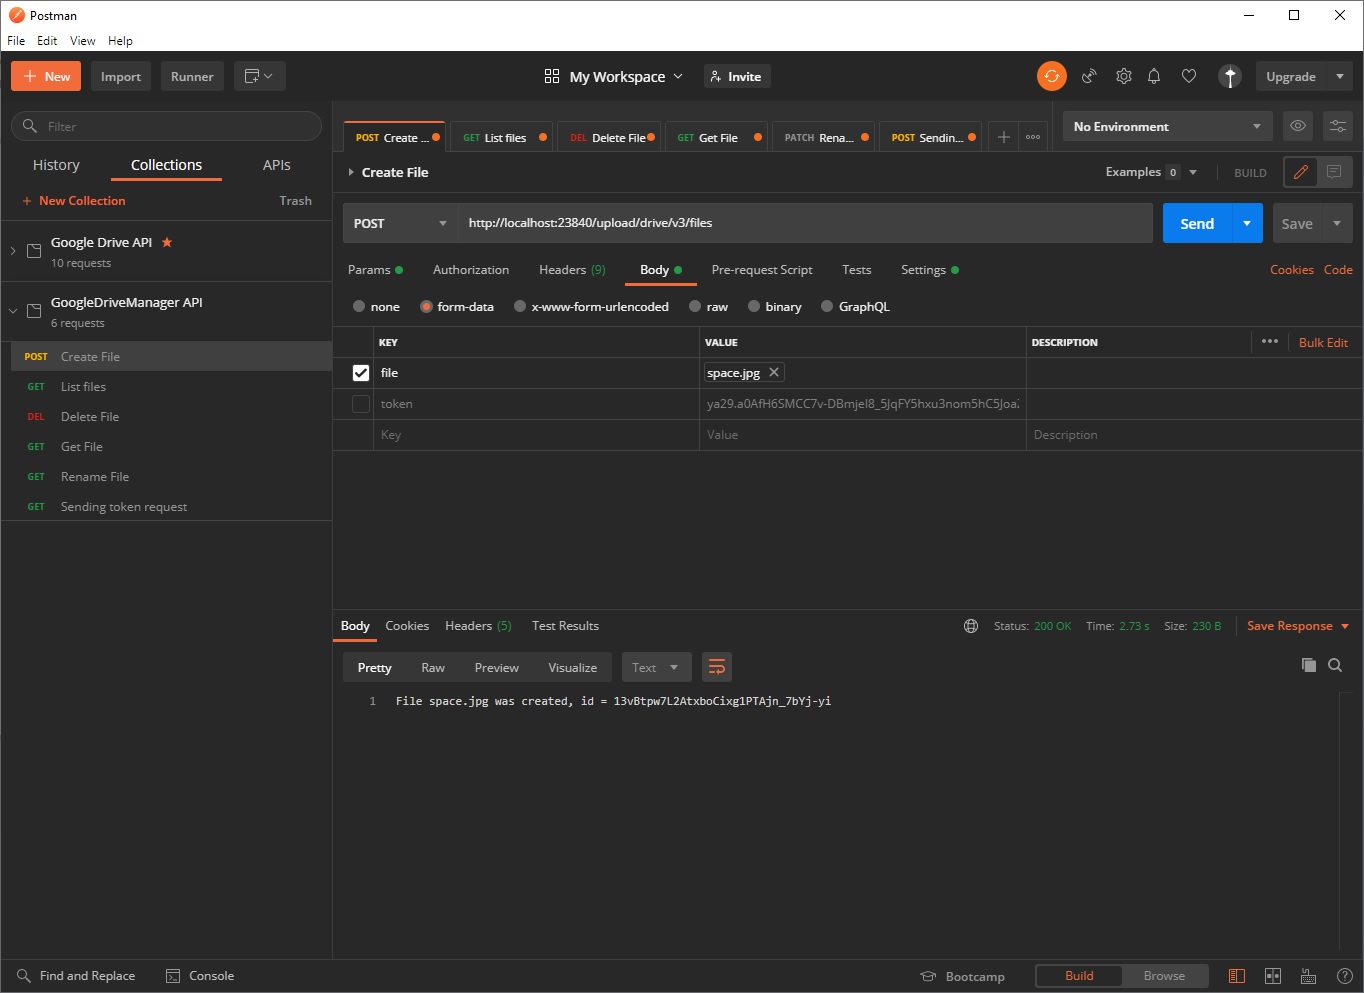 Postman
File Edit View Help
New Import Runner My Workspace Invite Upgrade
Filter
History Collections APIs
New Collection Trash
Google Drive API
10 requests
GoogleDriveManager API
6 requests
POST Create File
GET List files
DEL Delete File
GET Get File
GET Rename File
GET Sending token request
POST Create ... GET List files DEL Delete File GET Get File PATCH Rena... POST Sendin... No Environment
Create File Examples 0 BUILD
POST http://localhost:23840/upload/drive/v3/files Send Save
Params Authorization Headers (9) Body Pre-request Script Tests Settings Cookies Code
none form-data x-www-form-urlencoded raw binary GraphQL
KEY VALUE DESCRIPTION Bulk Edit
file space.jpg
token
Key Value Description
Body Cookies Headers (5) Test Results Status: 200 OK Time: 2.73 s Size: 230 B Save Response
Pretty Raw Preview Visualize Text
1 File space.jpg was created, id = 13vBtpw7L2AtxboCixg1PTAjn_7bYj-yi
Find and Replace Console Bootcamp Build Browse